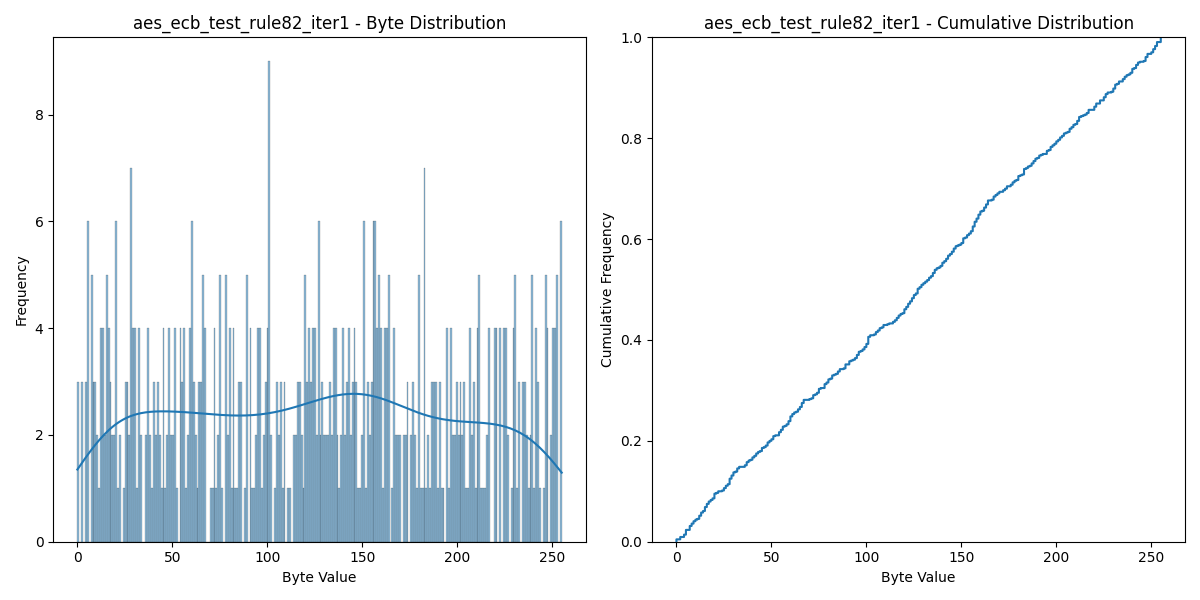 aes_ecb_test_rule82_iter1 - Byte Distribution
Frequency
8
6
4
2
0
0 50 100 150 200 250
Byte Value
aes_ecb_test_rule82_iter1 - Cumulative Distribution
Cumulative Frequency
1.0
0.8
0.6
0.4
0.2
0.0
0 50 100 150 200 250
Byte Value